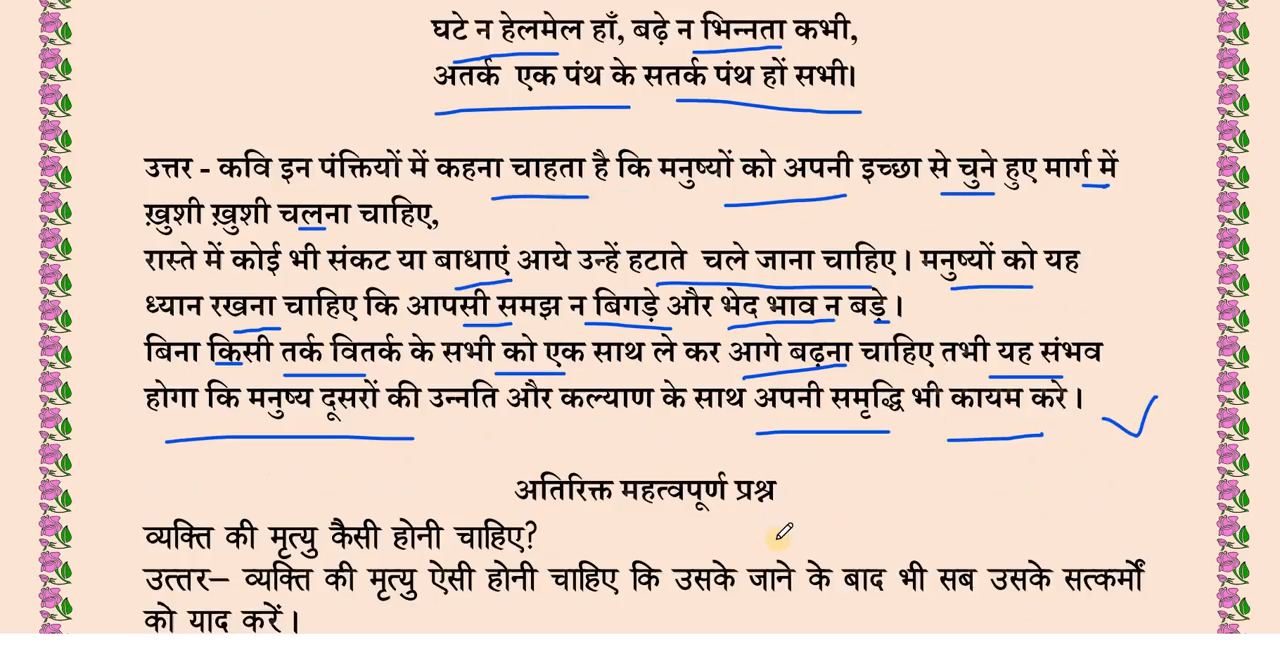 घटे न हेलमेल हाँ, बढ़े न भिन्नता कभी,
अतर्क एक पंथ के सतर्क पंथ हों सभी।
उत्तर - कवि इन पंक्तियों में कहना चाहता है कि मनुष्यों को अपनी इच्छा से चुने हुए मार्ग में
ख़ुशी ख़ुशी चलना चाहिए,
रास्ते में कोई भी संकट या बाधाएं आये उन्हें हटाते चले जाना चाहिए। मनुष्यों को यह
ध्यान रखना चाहिए कि आपसी समझ न बिगड़े और भेद भाव न बड़े।
बिना किसी तर्क वितर्क के सभी को एक साथ ले कर आगे बढ़ना चाहिए तभी यह संभव
होगा कि मनुष्य दूसरों की उन्नति और कल्याण के साथ अपनी समृद्धि भी कायम करे।
अतिरिक्त महत्वपूर्ण प्रश्न
व्यक्ति की मृत्यु कैसी होनी चाहिए?
उत्तर– व्यक्ति की मृत्यु ऐसी होनी चाहिए कि उसके जाने के बाद भी सब उसके सत्कर्मों
को याद करें।